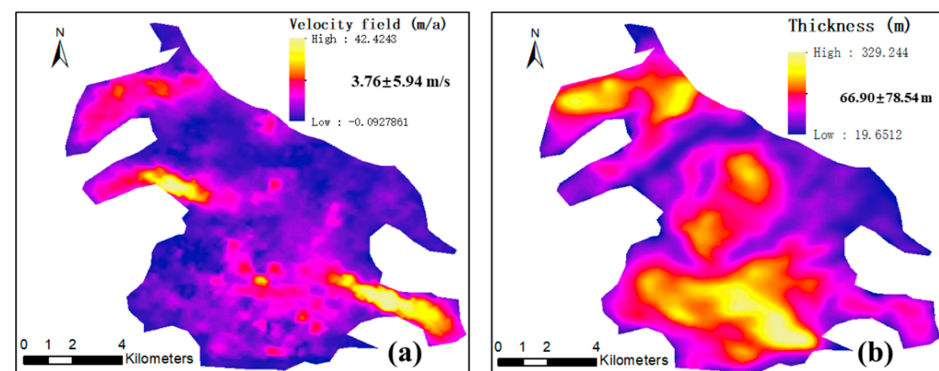 Velocity field (m/a)
High : 42.4243
3.76±5.94 m/s
Low : -0.0927861
N
0 1 2 4
Kilometers
(a)
Thickness (m)
High : 329.244
66.90±78.54 m
Low : 19.6512
N
0 1 2 4
Kilometers
(b)